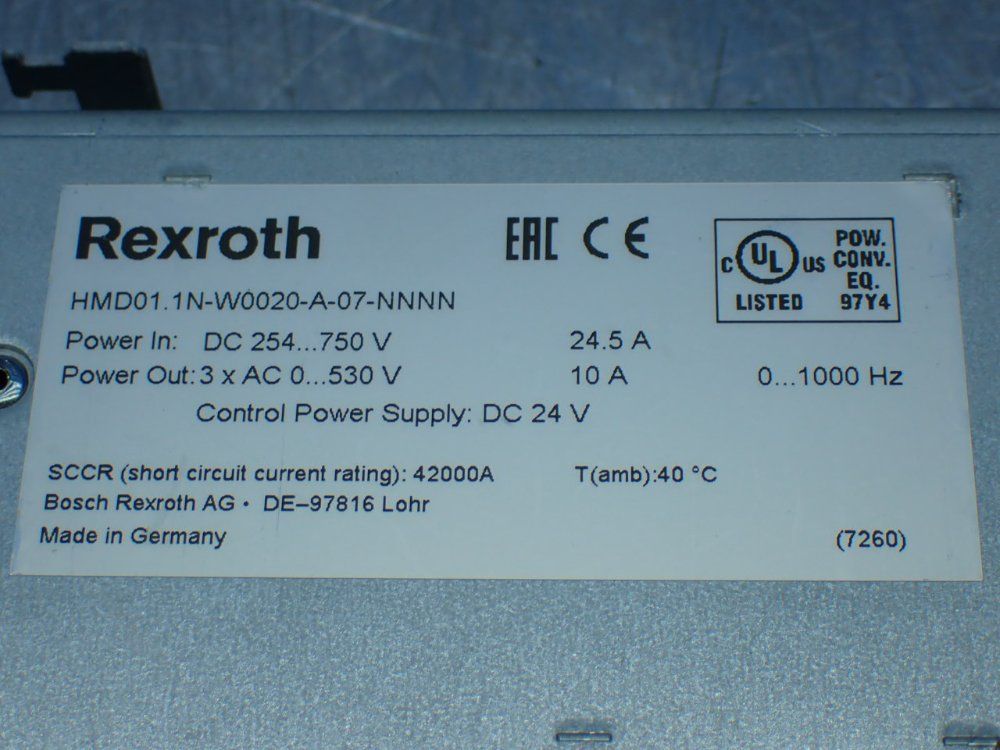 Rexroth
EAC CE
C UL US
LISTED
POW.
CONV.
EQ.
97Y4
HMD01.1N-W0020-A-07-NNNN
Power In: DC 254...750 V 24.5 A
Power Out: 3 x AC 0...530 V 10 A 0...1000 Hz
Control Power Supply: DC 24 V
SCCR (short circuit current rating): 42000A T(amb):40 °C
Bosch Rexroth AG • DE–97816 Lohr
Made in Germany (7260)